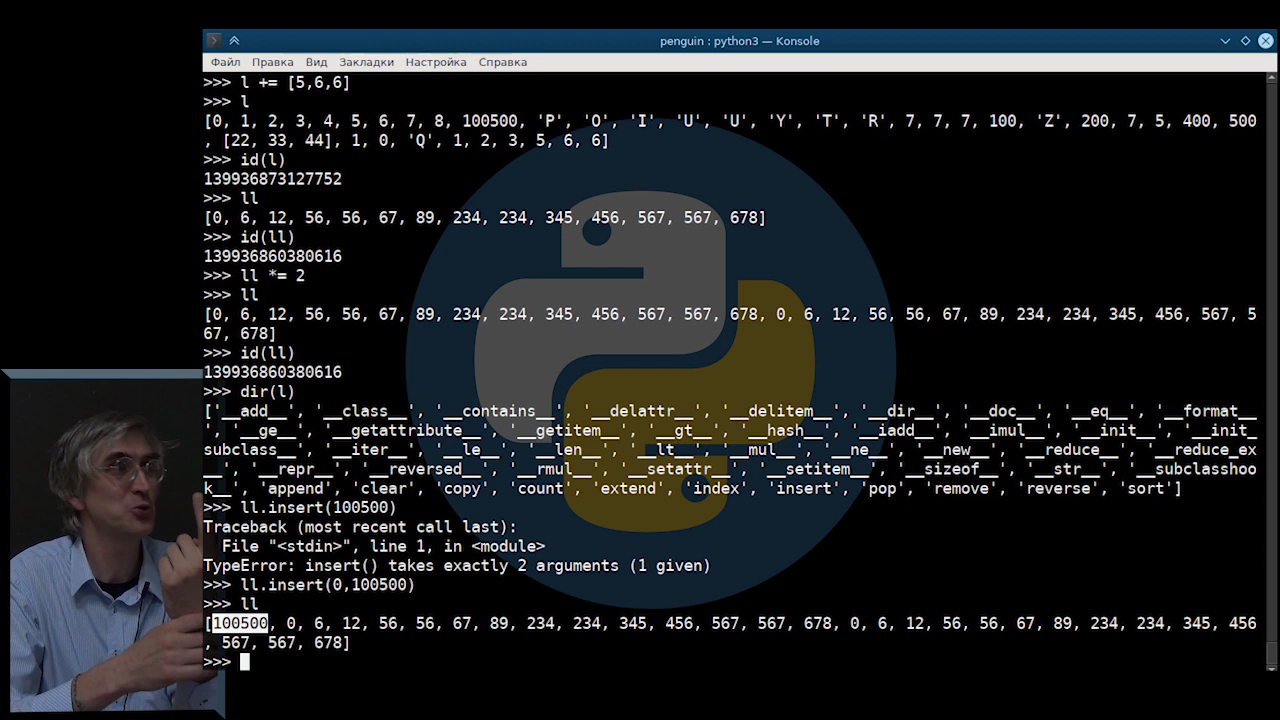 penguin : python3 — Konsole
Файл Правка Вид Закладки Настройка Справка
>>> l += [5,6,6]
>>> l
[0, 1, 2, 3, 4, 5, 6, 7, 8, 100500, 'P', 'O', 'I', 'U', 'U', 'Y', 'T', 'R', 7, 7, 7, 100, 'Z', 200, 7, 5, 400, 500
, [22, 33, 44], 1, 0, 'Q', 1, 2, 3, 5, 6, 6]
>>> id(l)
139936873127752
>>> ll
[0, 6, 12, 56, 56, 67, 89, 234, 234, 345, 456, 567, 567, 678]
>>> id(ll)
139936860380616
>>> ll *= 2
>>> ll
[0, 6, 12, 56, 56, 67, 89, 234, 234, 345, 456, 567, 567, 678, 0, 6, 12, 56, 56, 67, 89, 234, 234, 345, 456, 567, 5
67, 678]
>>> id(ll)
139936860380616
>>> dir(l)
['__add__', '__class__', '__contains__', '__delattr__', '__delitem__', '__dir__', '__doc__', '__eq__', '__format__
', '__ge__', '__getattribute__', '__getitem__', '__gt__', '__hash__', '__iadd__', '__imul__', '__init__', '__init_
subclass__', '__iter__', '__le__', '__len__', '__lt__', '__mul__', '__ne__', '__new__', '__reduce__', '__reduce_ex
__', '__repr__', '__reversed__', '__rmul__', '__setattr__', '__setitem__', '__sizeof__', '__str__', '__subclasshoo
k__', 'append', 'clear', 'copy', 'count', 'extend', 'index', 'insert', 'pop', 'remove', 'reverse', 'sort']
>>> ll.insert(100500)
Traceback (most recent call last):
  File "<stdin>", line 1, in <module>
TypeError: insert() takes exactly 2 arguments (1 given)
>>> ll.insert(0,100500)
>>> ll
[100500, 0, 6, 12, 56, 56, 67, 89, 234, 234, 345, 456, 567, 567, 678, 0, 6, 12, 56, 56, 67, 89, 234, 234, 345, 456
, 567, 567, 678]
>>>